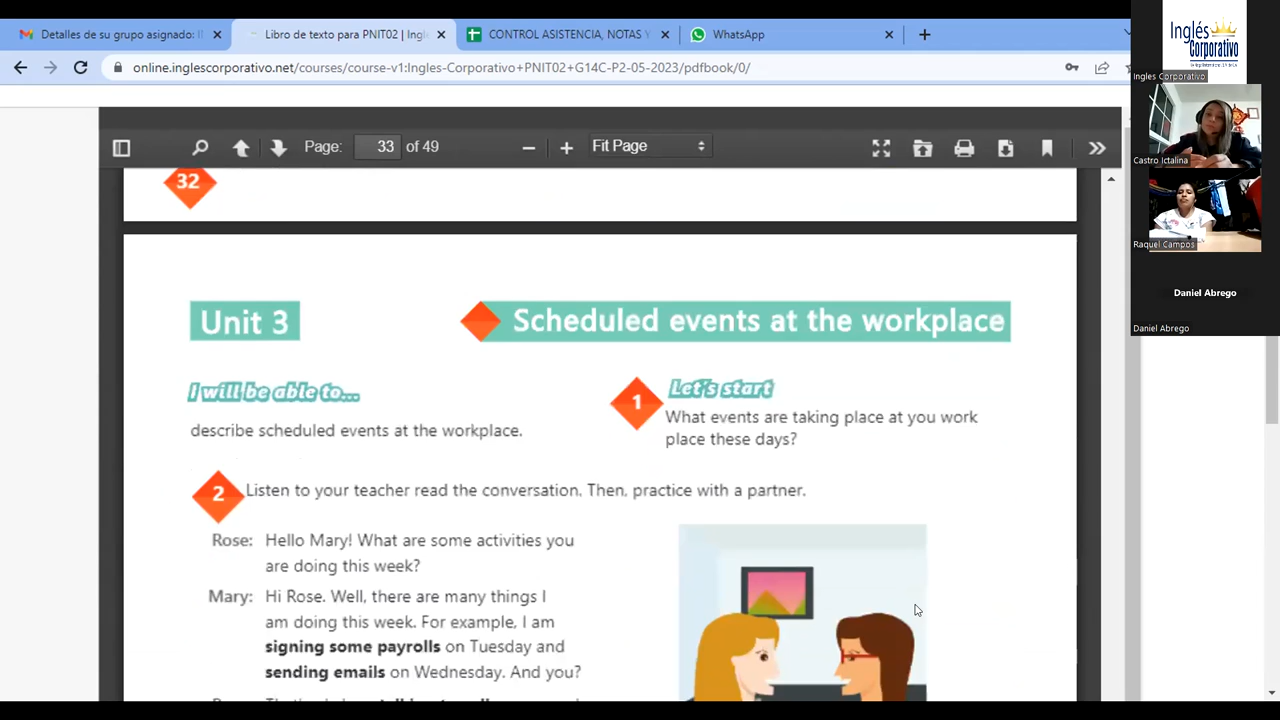 Detalles de su grupo asignado: I
Libro de texto para PNIT02 | Ingl
CONTROL ASISTENCIA, NOTAS Y
WhatsApp
online.inglescorporativo.net/courses/course-v1:Ingles-Corporativo+PNIIT02+G14C-P2-05-2023/pdfbook/0/
Page: 33 of 49
Fit Page
32
Unit 3
Scheduled events at the workplace
I will be able to...
describe scheduled events at the workplace.
1
Let's start
What events are taking place at you work
place these days?
2
Listen to your teacher read the conversation. Then, practice with a partner.
Rose: Hello Mary! What are some activities you
are doing this week?
Mary: Hi Rose. Well, there are many things I
am doing this week. For example, I am
signing some payrolls on Tuesday and
sending emails on Wednesday. And you?
Inglés
Corporativo
Ingles Corporativo
Castro Ictalina
Raquel Campos
Daniel Abrego
Daniel Abrego